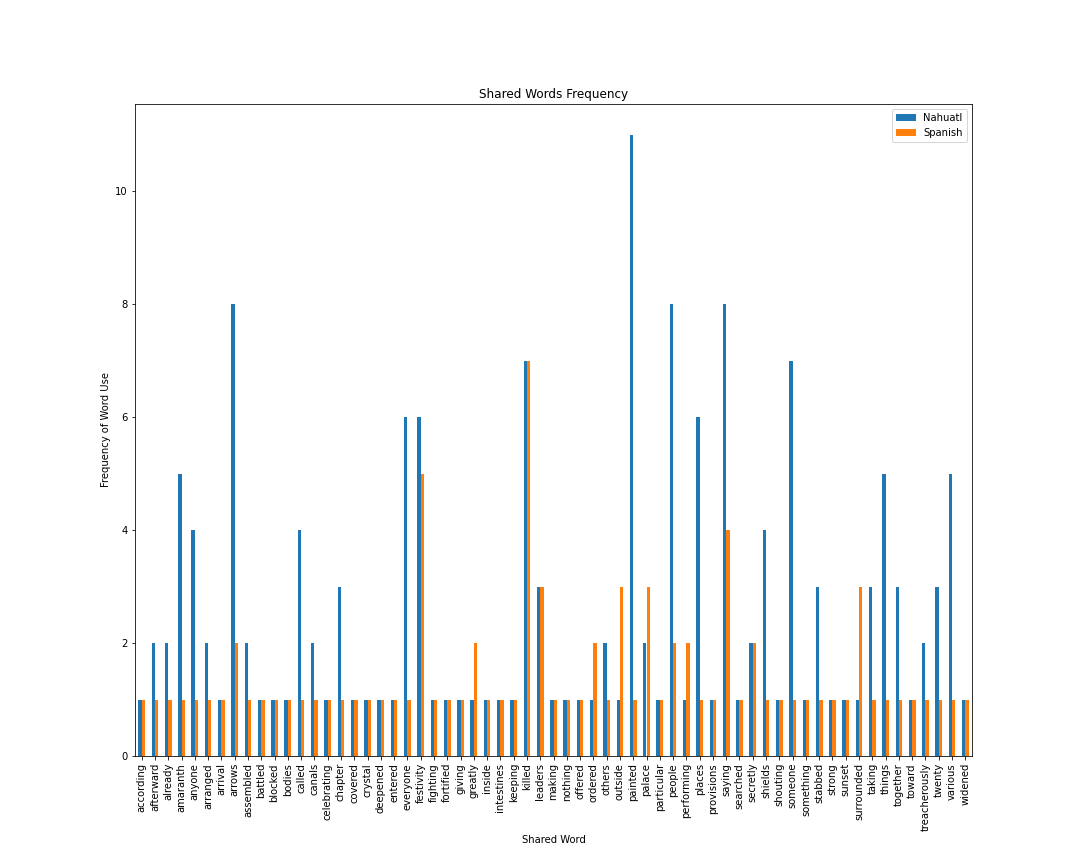 Shared Words Frequency
Nahuatl
Spanish
Frequency of Word Use
10
8
6
4
2
0
according
afterward
already
amaranth
anyone
arranged
arrival
arrows
assembled
battled
blocked
bodies
called
canals
celebrating
chapter
covered
crystal
deepened
entered
everyone
festivity
fighting
fortified
giving
greatly
inside
intestines
keeping
killed
leaders
making
nothing
offered
ordered
others
outside
painted
palace
particular
people
performing
places
provisions
saying
searched
secretly
shields
shouting
someone
something
stabbed
strong
sunset
surrounded
taking
things
together
toward
treacherously
twenty
various
widened
Shared Word